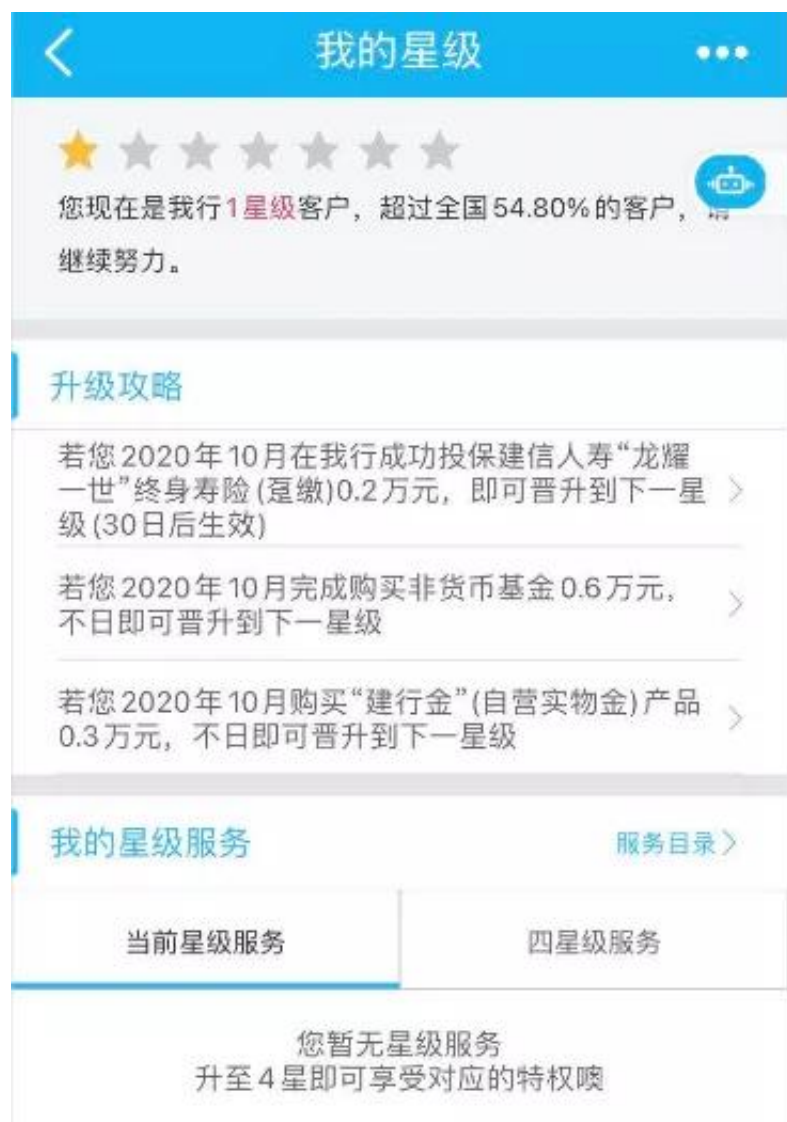 我的星级
您现在是我行1星级客户，超过全国54.80%的客户，
继续努力。
升级攻略
若您2020年10月在我行成功投保建信人寿“龙耀
一世”终身寿险(趸缴)0.2万元，即可晋升到下一星
级(30日后生效)
若您2020年10月完成购买非货币基金0.6万元，
不日即可晋升到下一星级
若您2020年10月购买“建行金”(自营实物金)产品
0.3万元，不日即可晋升到下一星级
我的星级服务
服务目录
当前星级服务
四星级服务
您暂无星级服务
升至4星即可享受对应的特权噢